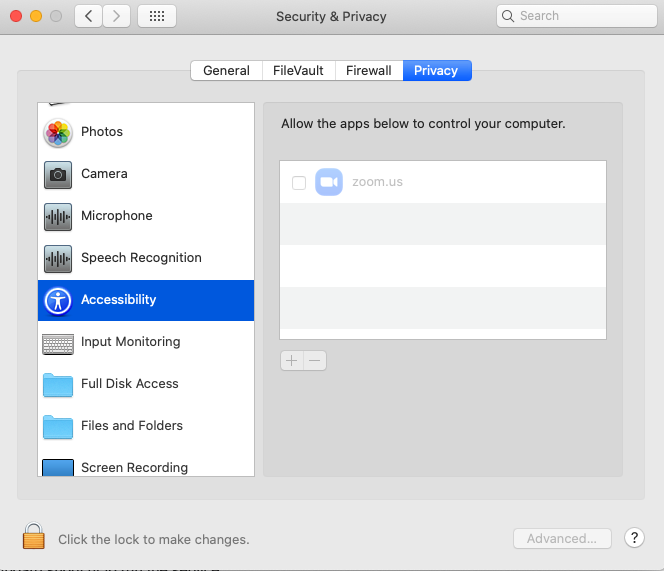 Security & Privacy
Search
General
FileVault
Firewall
Privacy
Photos
Camera
Microphone
Speech Recognition
Accessibility
Input Monitoring
Full Disk Access
Files and Folders
Screen Recording
Allow the apps below to control your computer.
zoom.us
+
−
Click the lock to make changes.
Advanced...
?